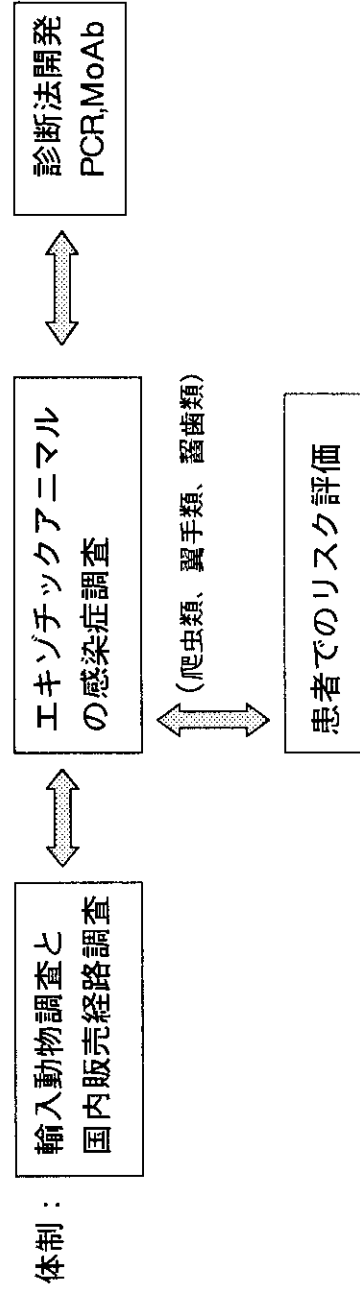 体制：
輸入動物調査と
国内販売経路調査
エキゾチックアニマル
の感染症調査
(爬虫類、翼手類、齧歯類)
診断法開発
PCR,MoAb
患者でのリスク評価